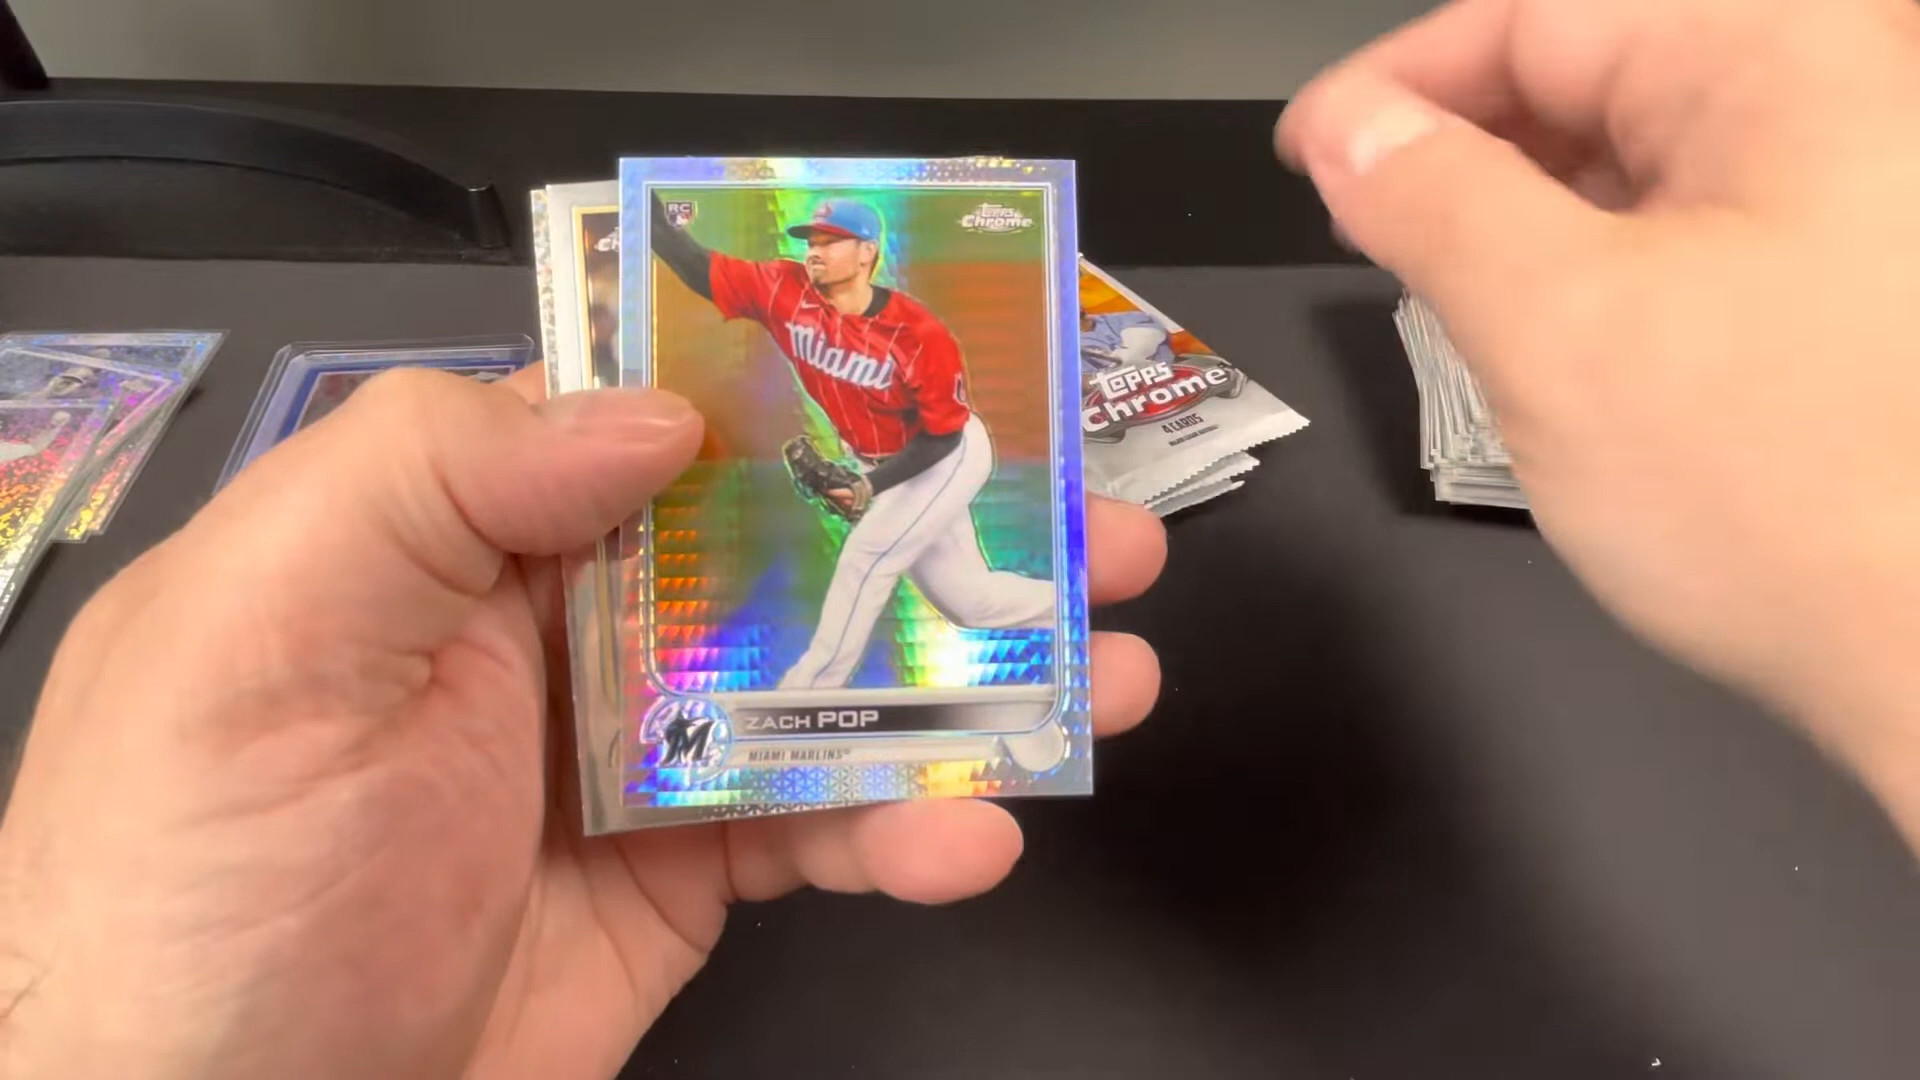 RC
Topps
Chrome
Miami
ZACH POP
MIAMI MARLINS®
Topps
Chrome
4 CARDS